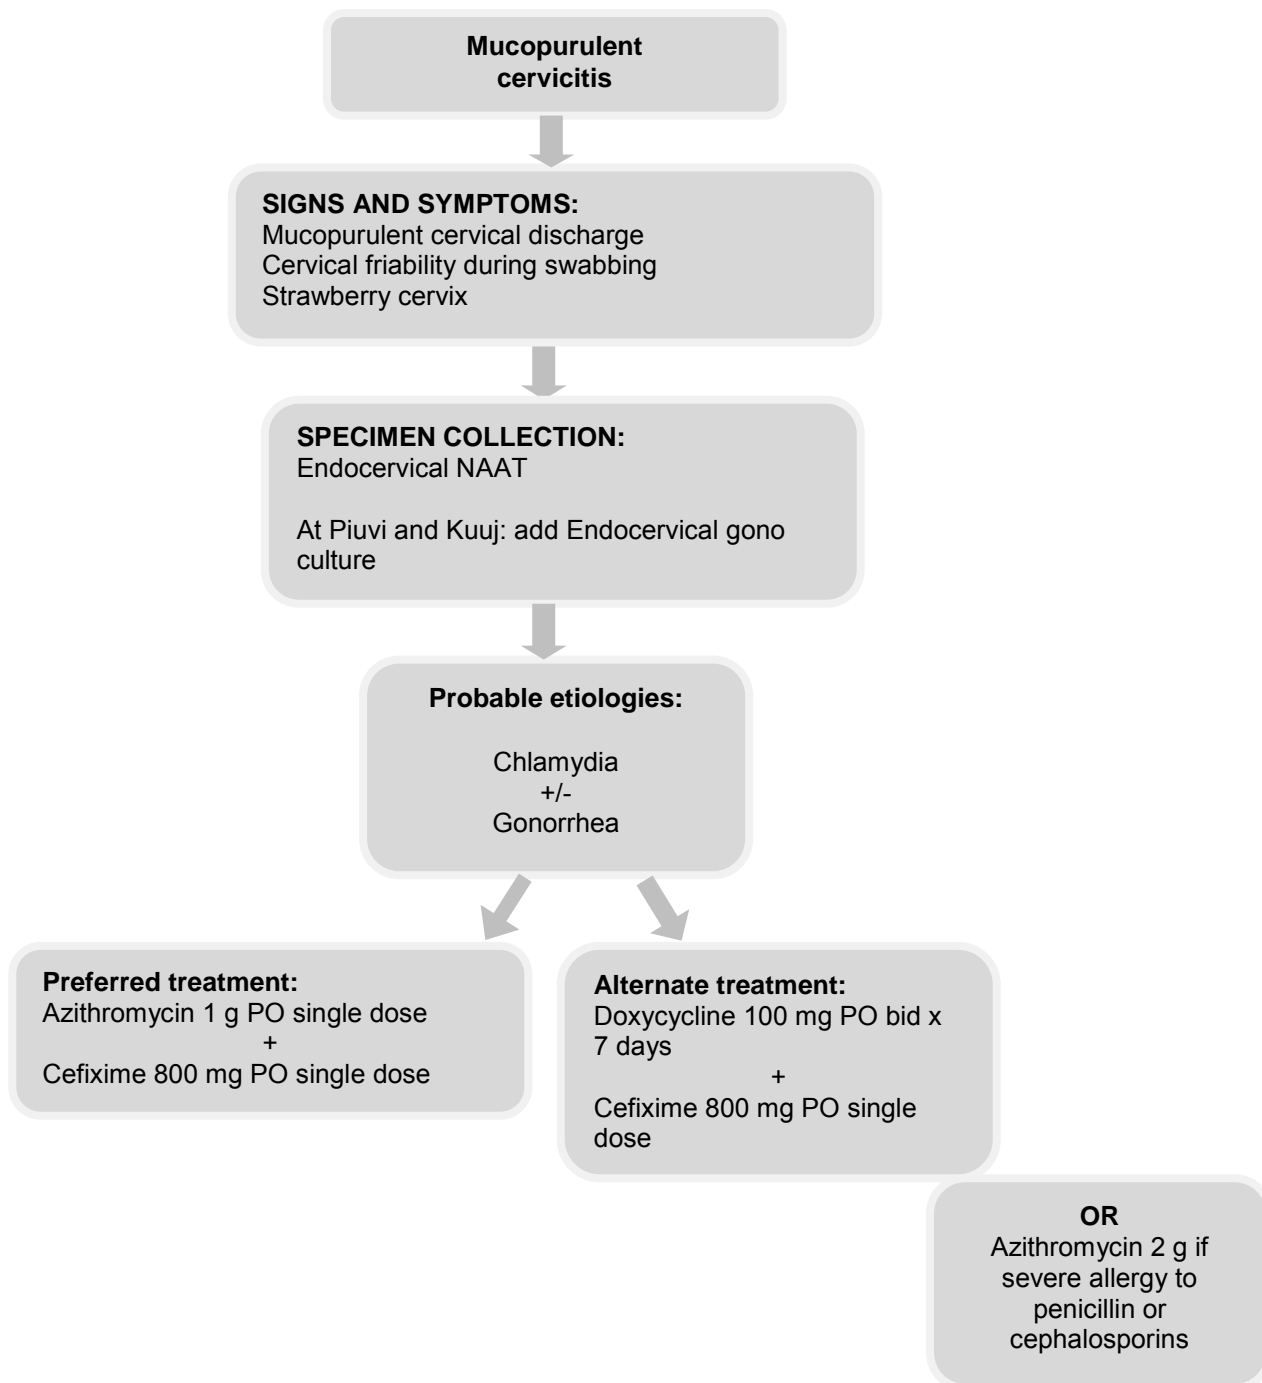 Mucopurulent
cervicitis
SIGNS AND SYMPTOMS:
Mucopurulent cervical discharge
Cervical friability during swabbing
Strawberry cervix
SPECIMEN COLLECTION:
Endocervical NAAT
At Piuvi and Kuuj: add Endocervical gono
culture
Probable etiologies:
Chlamydia
+/-
Gonorrhea
Preferred treatment:
Azithromycin 1 g PO single dose
+
Cefixime 800 mg PO single dose
Alternate treatment:
Doxycycline 100 mg PO bid x
7 days
+
Cefixime 800 mg PO single
dose
OR
Azithromycin 2 g if
severe allergy to
penicillin or
cephalosporins